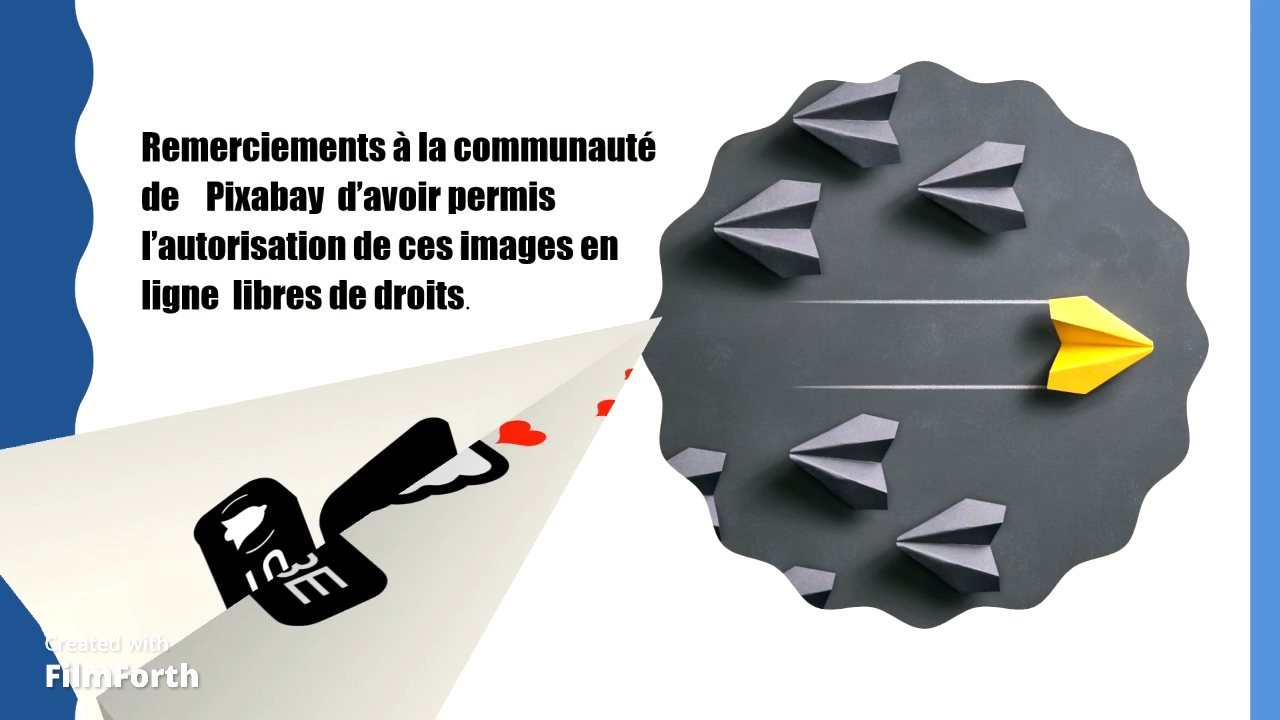 Remerciements à la communauté
de Pixabay d’avoir permis
l’autorisation de ces images en
ligne libres de droits.
Created with
FilmForth